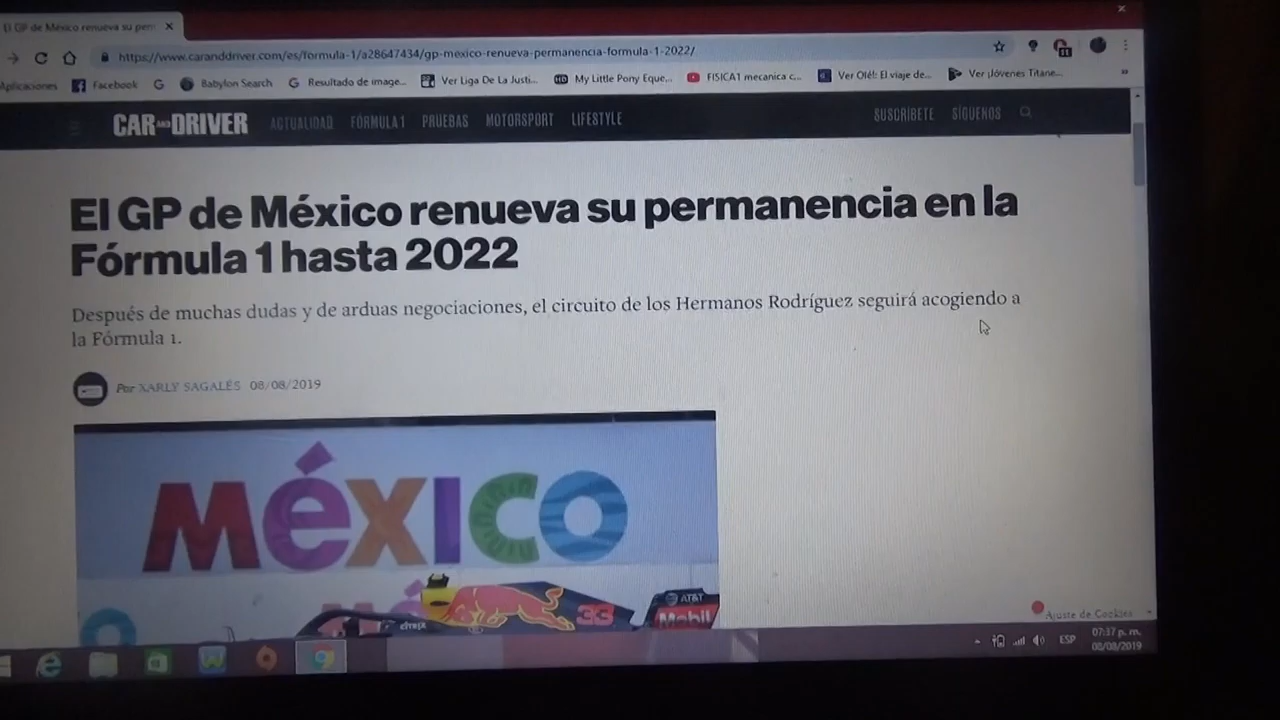 El GP de México renueva su perm
https://www.caranddriver.com/es/formula-1/a28647434/gp-mexico-renueva-permanencia-formula-1-2022/
Aplicaciones Facebook Babylon Search Resultado de image... Ver Liga De La Justi... My Little Pony Eque... FISICA1 mecanica c... Ver Olé!: El viaje de... Ver ¡Jóvenes Titane...
CAR AND DRIVER ACTUALIDAD FÓRMULA 1 PRUEBAS MOTORSPORT LIFESTYLE SUSCRÍBETE SÍGUENOS
El GP de México renueva su permanencia en la
Fórmula 1 hasta 2022
Después de muchas dudas y de arduas negociaciones, el circuito de los Hermanos Rodríguez seguirá acogiendo a
la Fórmula 1.
Por XARLY SAGALÉS 08/08/2019
MéXICO
AT&T
33
Mobil
citrix
Ajuste de Cookies
ESP
07:37 p. m.
08/08/2019